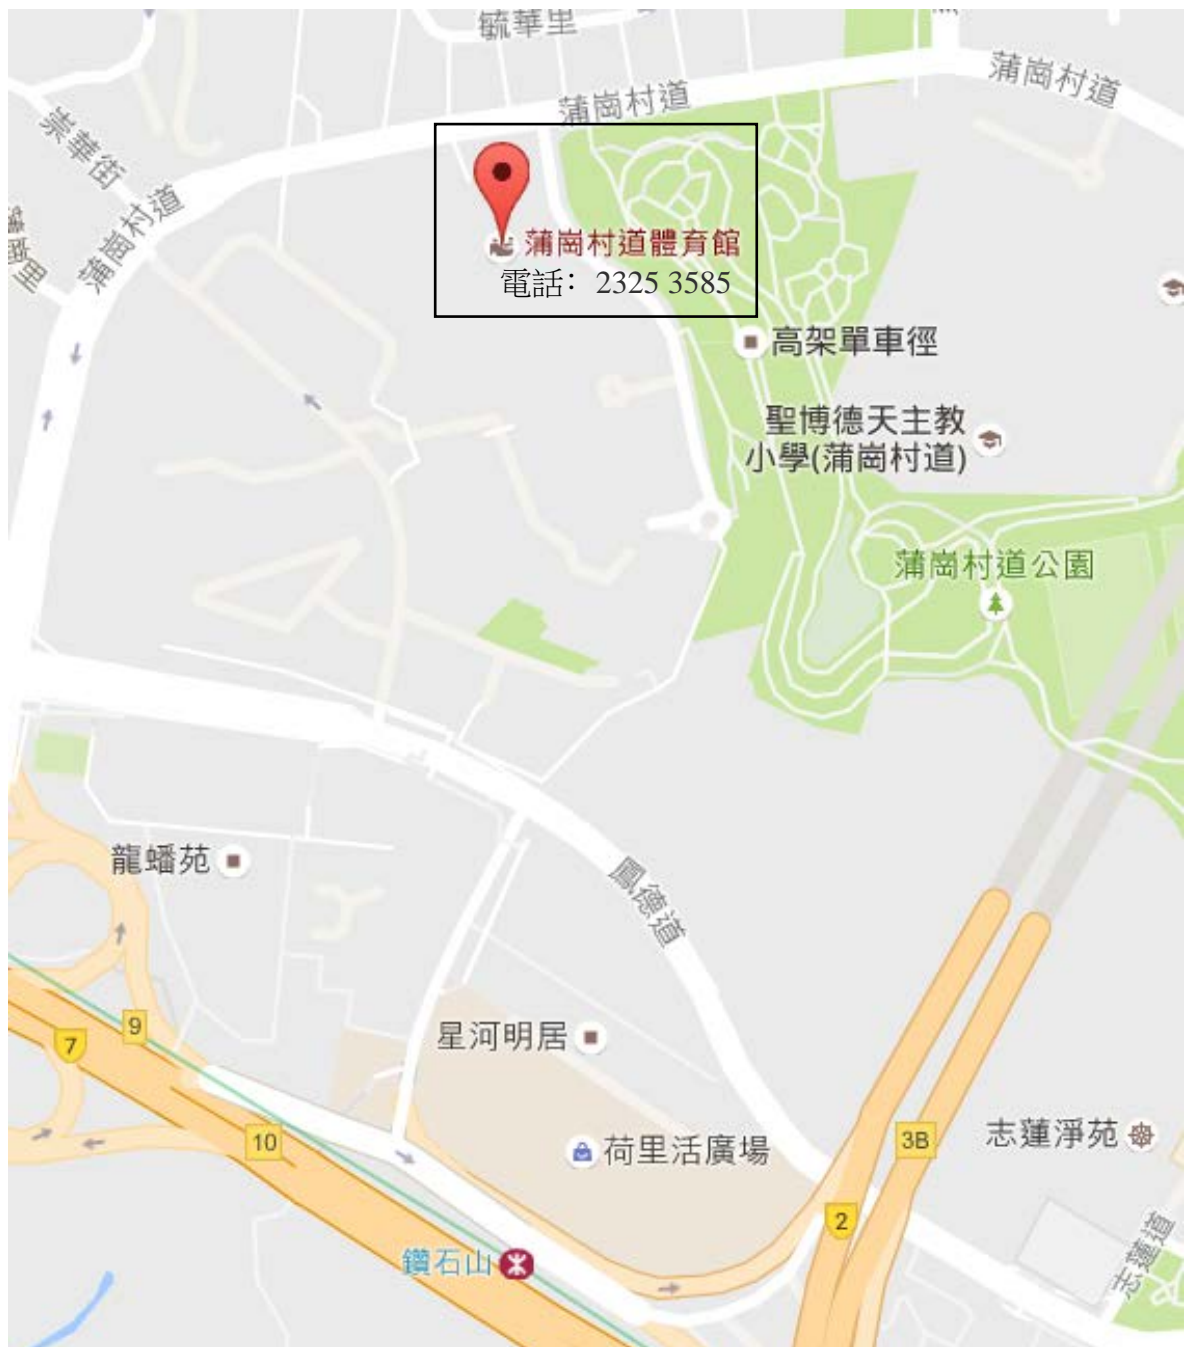 毓華里
蒲崗村道
蒲崗村道
崇華街
蒲崗村道
蒲崗村道體育館
電話: 2325 3585
高架單車徑
聖博德天主教
小學(蒲崗村道)
蒲崗村道公園
龍蟠苑
鳳德道
9
7
星河明居
10
3B
志蓮淨苑
荷里活廣場
2
鑽石山
志蓮道